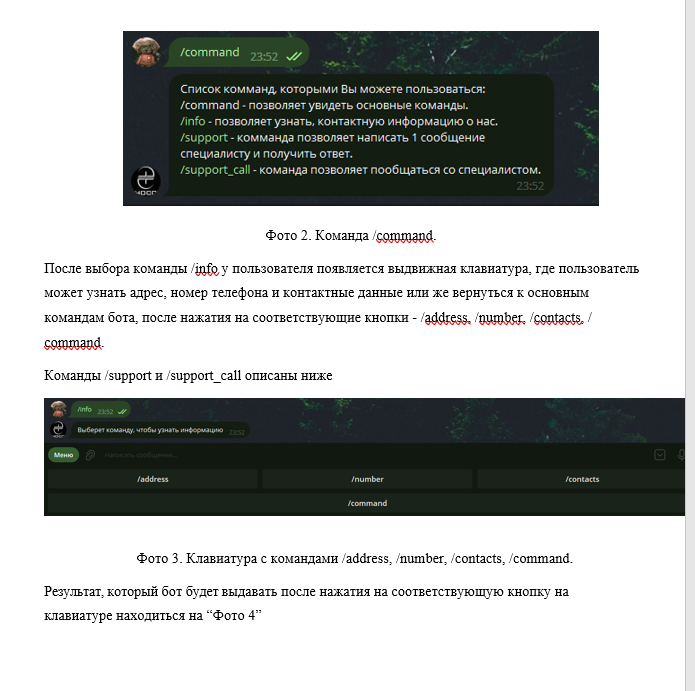 /command 23:52
Список комманд, которыми Вы можете пользоваться:
/command - позволяет увидеть основные команды.
/info - позволяет узнать, контактную информацию о нас.
/support - комманда позволяет написать 1 сообщение
специалисту и получить ответ.
/support_call - команда позволяет пообщаться со специалистом.
23:52
Фото 2. Команда /command.
После выбора команды /info у пользователя появляется выдвижная клавиатура, где пользователь
может узнать адрес, номер телефона и контактные данные или же вернуться к основным
командам бота, после нажатия на соответствующие кнопки - /address, /number, /contacts, /
command.
Команды /support и /support_call описаны ниже
/info 23:52
Выберет команду, чтобы узнать информацию 23:52
Меню Написать сообщение...
/address /number /contacts
/command
Фото 3. Клавиатура с командами /address, /number, /contacts, /command.
Результат, который бот будет выдавать после нажатия на соответствующую кнопку на
клавиатуре находиться на “Фото 4”